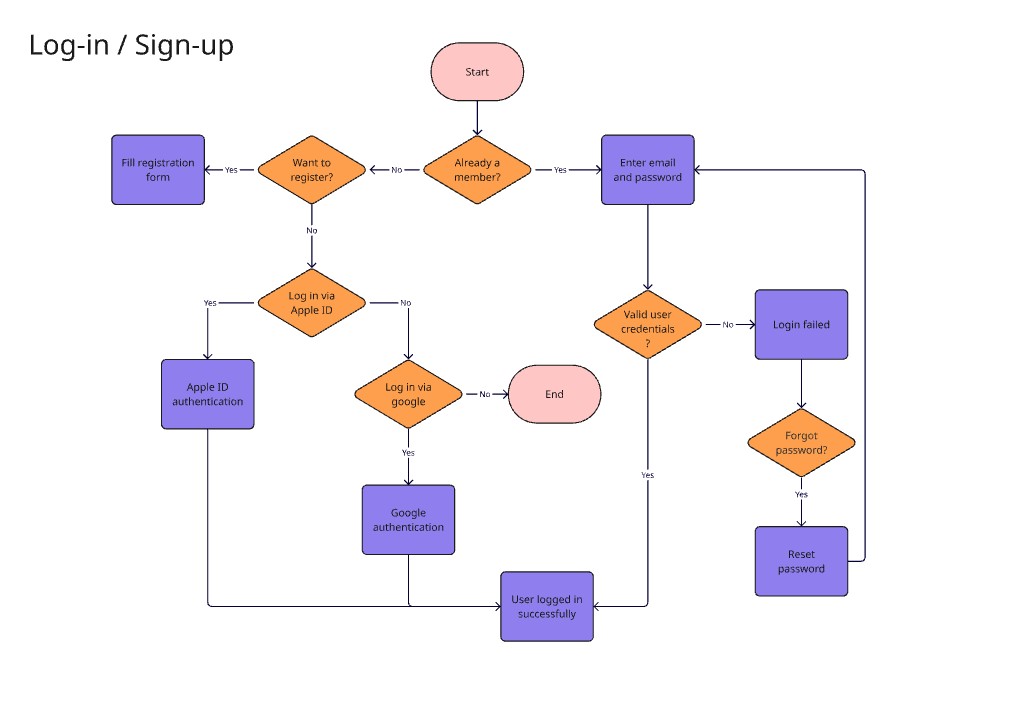 Log-in / Sign-up
Start
Fill registration
form
Yes
Want to
register?
No
Already a
member?
Yes
Enter email
and password
No
Log in via
Apple ID
Yes
No
Valid user
credentials
?
No
Login failed
Apple ID
authentication
Log in via
google
No
End
Forgot
password?
Yes
Yes
Yes
Google
authentication
Reset
password
User logged in
successfully